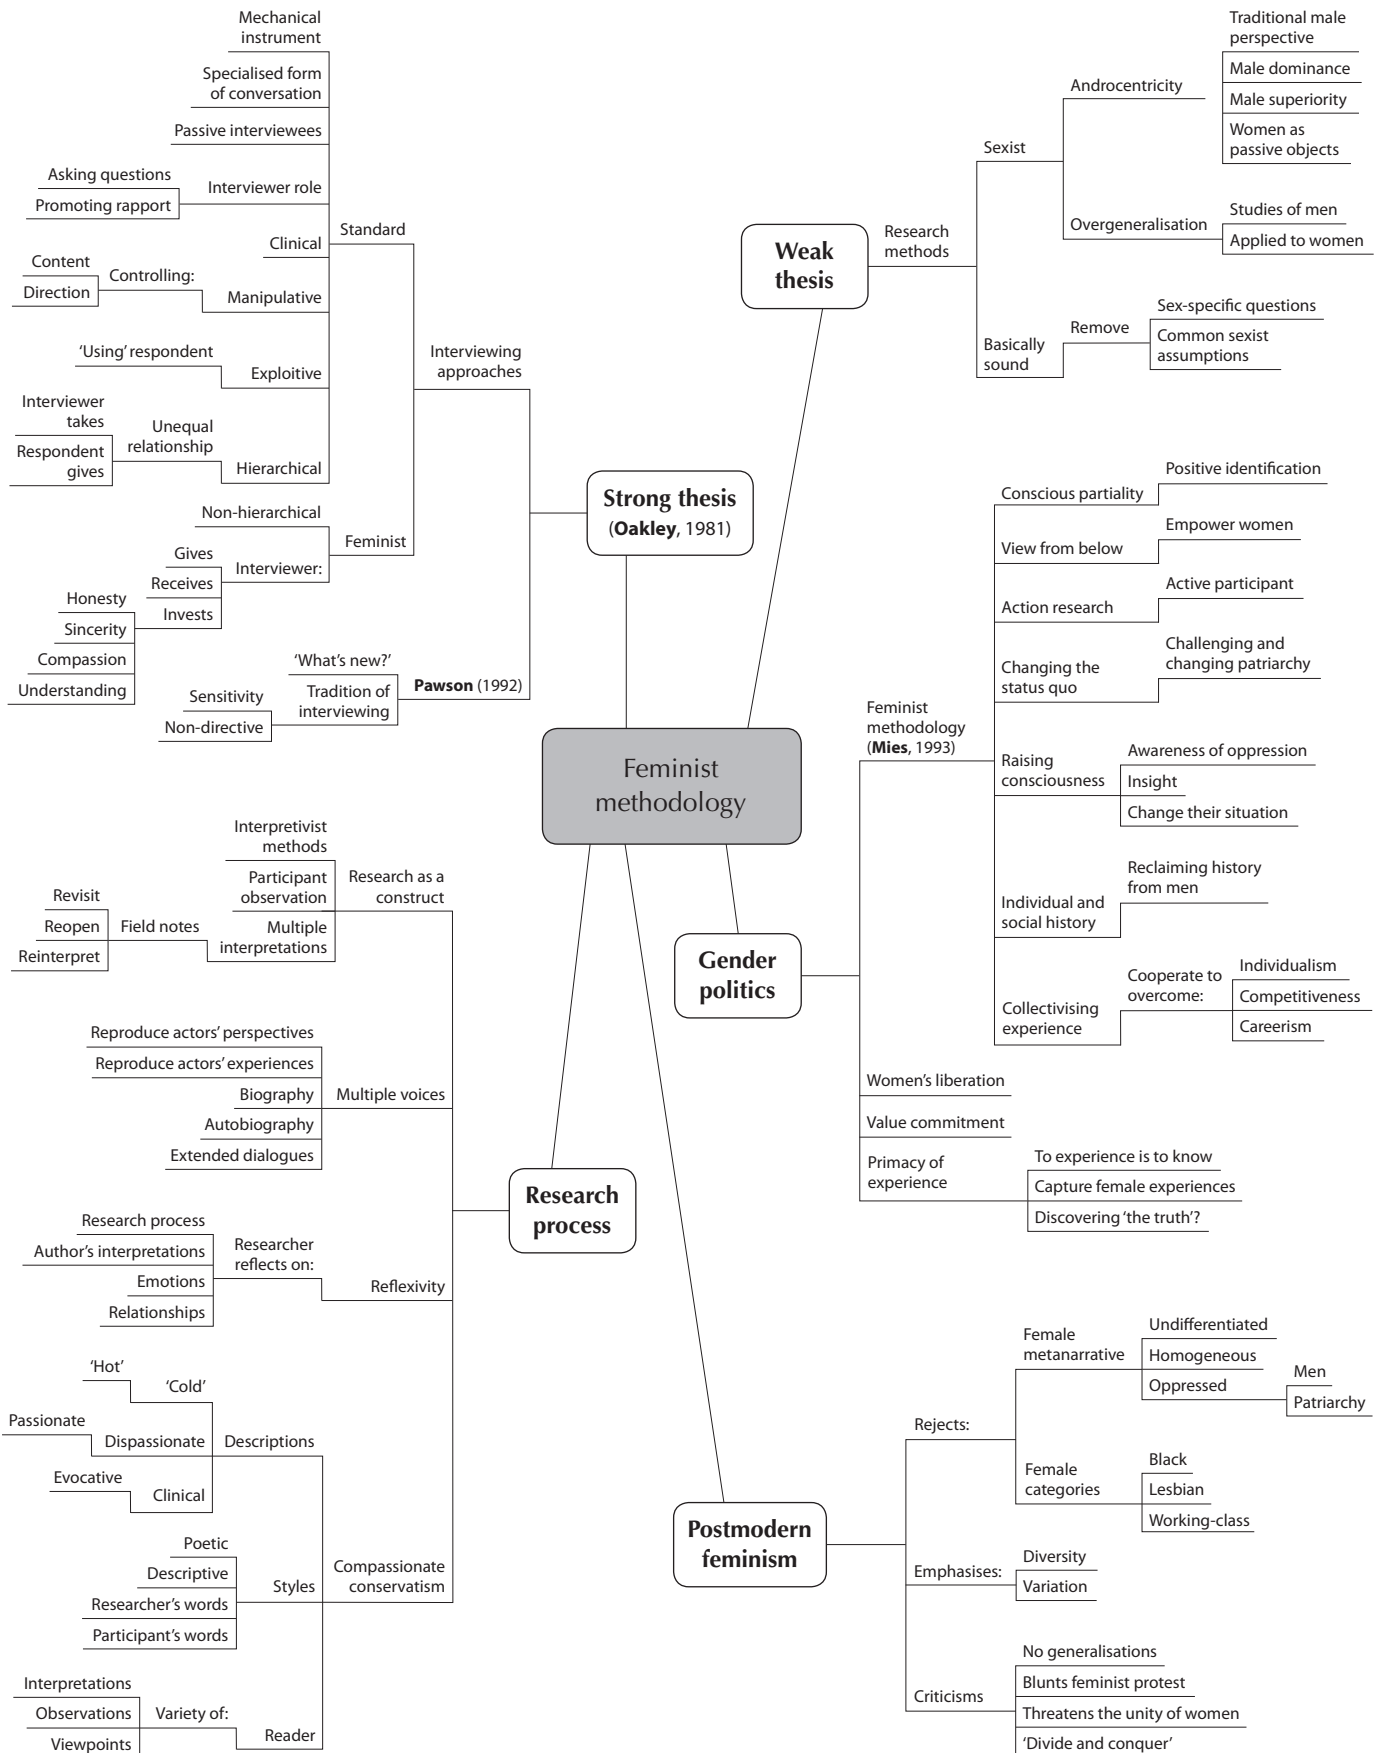 Feminist
methodology
Strong thesis
(Oakley, 1981)
Interviewing
approaches
Standard
Mechanical
instrument
Specialised form
of conversation
Passive interviewees
Interviewer role
Asking questions
Promoting rapport
Clinical
Manipulative
Controlling:
Content
Direction
Exploitive
‘Using’ respondent
Hierarchical
Unequal
relationship
Interviewer
takes
Respondent
gives
Feminist
Non-hierarchical
Interviewer:
Gives
Receives
Invests
Honesty
Sincerity
Compassion
Understanding
Pawson (1992)
‘What’s new?’
Tradition of
interviewing
Sensitivity
Non-directive
Weak
thesis
Research
methods
Sexist
Androcentricity
Traditional male
perspective
Male dominance
Male superiority
Women as
passive objects
Overgeneralisation
Studies of men
Applied to women
Basically
sound
Remove
Sex-specific questions
Common sexist
assumptions
Gender
politics
Feminist
methodology
(Mies, 1993)
Conscious partiality
Positive identification
View from below
Empower women
Action research
Active participant
Changing the
status quo
Challenging and
changing patriarchy
Raising
consciousness
Awareness of oppression
Insight
Change their situation
Individual and
social history
Reclaiming history
from men
Collectivising
experience
Cooperate to
overcome:
Individualism
Competitiveness
Careerism
Women’s liberation
Value commitment
Primacy of
experience
To experience is to know
Capture female experiences
Discovering ‘the truth’?
Research
process
Research as a
construct
Interpretivist
methods
Participant
observation
Multiple
interpretations
Field notes
Revisit
Reopen
Reinterpret
Multiple voices
Reproduce actors’ perspectives
Reproduce actors’ experiences
Biography
Autobiography
Extended dialogues
Reflexivity
Researcher
reflects on:
Research process
Author’s interpretations
Emotions
Relationships
Compassionate
conservatism
Descriptions
‘Cold’
‘Hot’
Dispassionate
Passionate
Clinical
Evocative
Styles
Poetic
Descriptive
Researcher’s words
Participant’s words
Reader
Variety of:
Interpretations
Observations
Viewpoints
Postmodern
feminism
Rejects:
Female
metanarrative
Undifferentiated
Homogeneous
Oppressed
Men
Patriarchy
Female
categories
Black
Lesbian
Working-class
Emphasises:
Diversity
Variation
Criticisms
No generalisations
Blunts feminist protest
Threatens the unity of women
‘Divide and conquer’